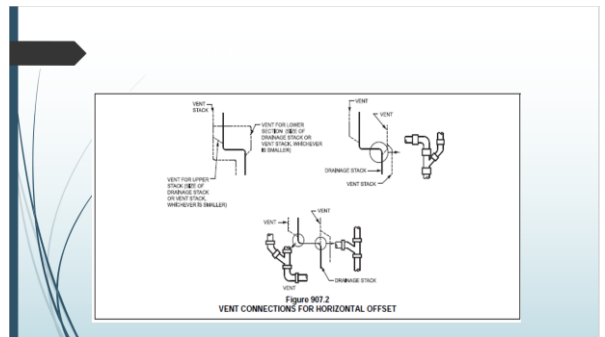 VENT
STACK
VENT FOR LOWER
SECTION (SIZE OF
DRAINAGE STACK OR
VENT STACK, WHICHEVER
IS SMALLER)
VENT FOR UPPER
STACK (SIZE OF
DRAINAGE STACK
OR VENT STACK,
WHICHEVER IS SMALLER)
VENT
VENT
DRAINAGE STACK
VENT STACK
VENT
VENT
DRAINAGE STACK
VENT
Figure 907.2
VENT CONNECTIONS FOR HORIZONTAL OFFSET